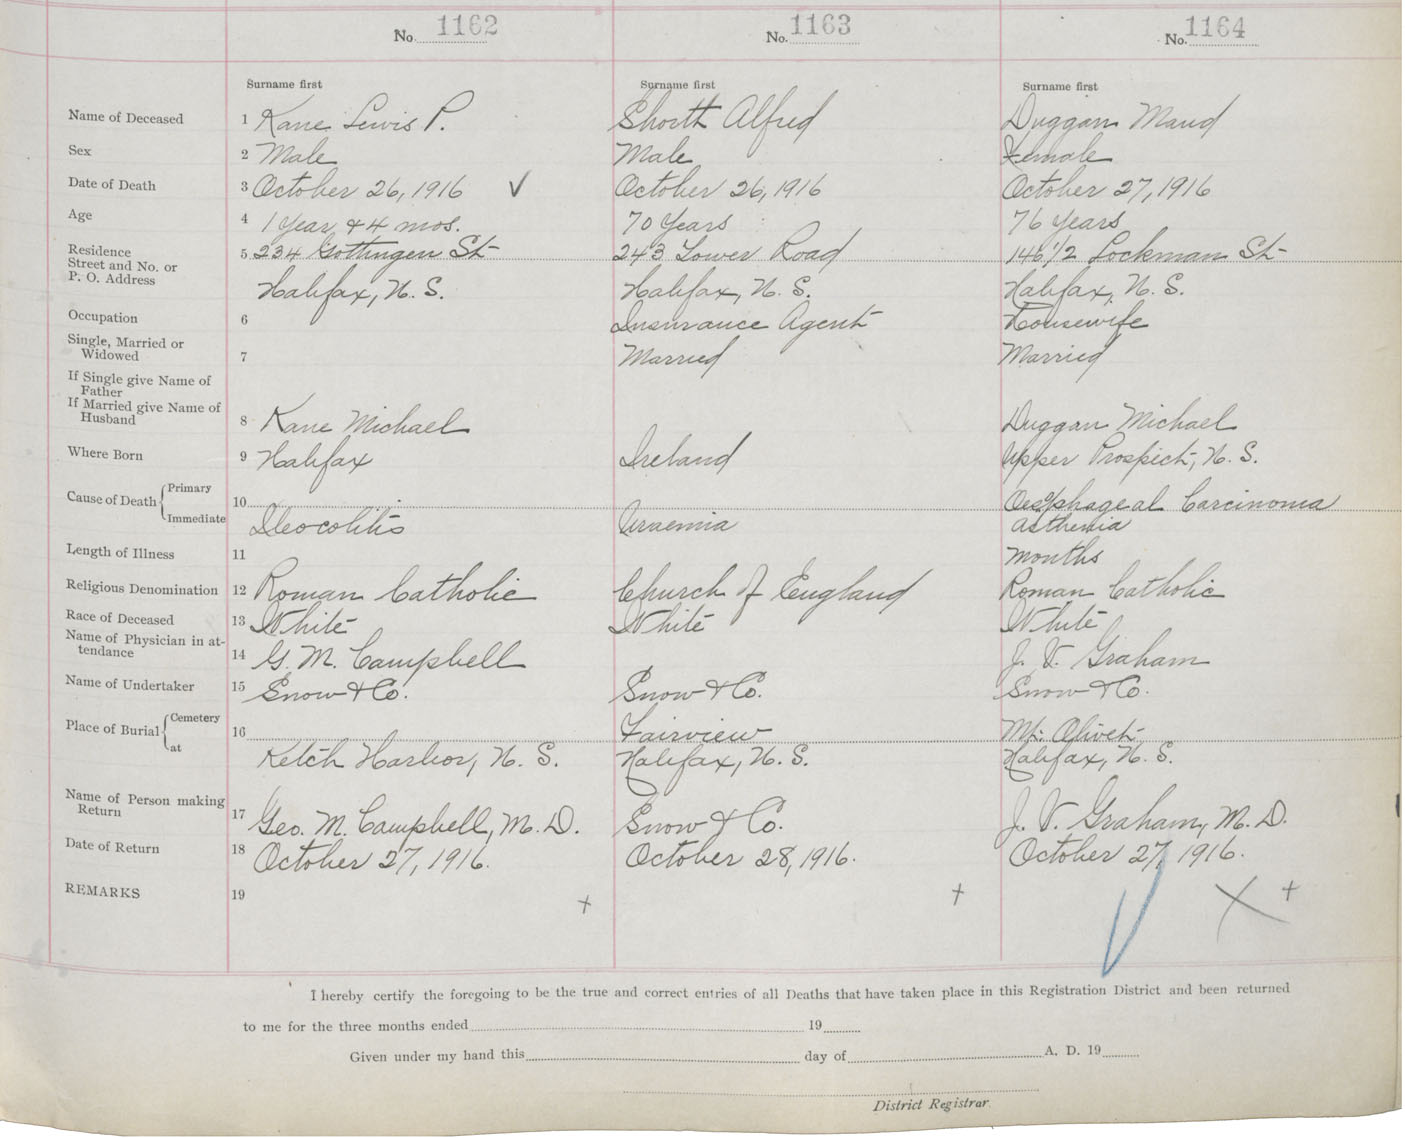 No. 1162 No. 1163 No. 1164
Surname first Surname first Surname first
Name of Deceased 1 Kane Lewis P. Shortt Alfred Duggan Maud
Sex 2 Male Male Female
Date of Death 3 October 26, 1916 ✓ October 26, 1916 October 27, 1916
Age 4 1 Year & 4 mos. 70 Years 76 Years
Residence
Street and No. or
P. O. Address
5 234 Gottingen St 243 Lower Road 146 1/2 Lockman St
Halifax, N. S. Halifax, N. S. Halifax, N. S.
Occupation 6 Insurance Agent Housewife
Single, Married or
Widowed 7 Married Married
If Single give Name of
Father
If Married give Name of
Husband 8 Kane Michael Duggan Michael
Where Born 9 Halifax Ireland Upper Prospect, N. S.
Cause of Death { Primary 10 Oesophageal Carcinoma
Immediate Ileocolitis Uraemia asthenia
Length of Illness 11 months
Religious Denomination 12 Roman Catholic Church of England Roman Catholic
Race of Deceased 13 White White White
Name of Physician in at-
tendance 14 G. M. Campbell J. V. Graham
Name of Undertaker 15 Snow & Co. Snow & Co. Snow & Co.
Place of Burial { Cemetery 16 Fairview Mt. Olivet
at Ketch Harbor, N. S. Halifax, N. S. Halifax, N. S.
Name of Person making
Return 17 Geo. M. Campbell, M. D. Snow & Co. J. V. Graham, M. D.
Date of Return 18 October 27, 1916. October 28, 1916. October 27, 1916.
REMARKS 19
I hereby certify the foregoing to be the true and correct entries of all Deaths that have taken place in this Registration District and been returned
to me for the three months ended 19
Given under my hand this day of A. D. 19
District Registrar.